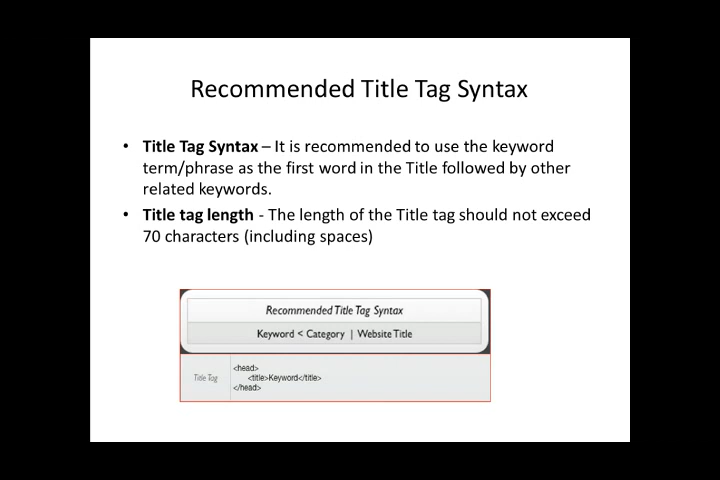 Recommended Title Tag Syntax
• Title Tag Syntax – It is recommended to use the keyword
term/phrase as the first word in the Title followed by other
related keywords.
• Title tag length - The length of the Title tag should not exceed
70 characters (including spaces)
Recommended Title Tag Syntax
Keyword < Category | Website Title
Title Tag
<head>
<title>Keyword</title>
</head>